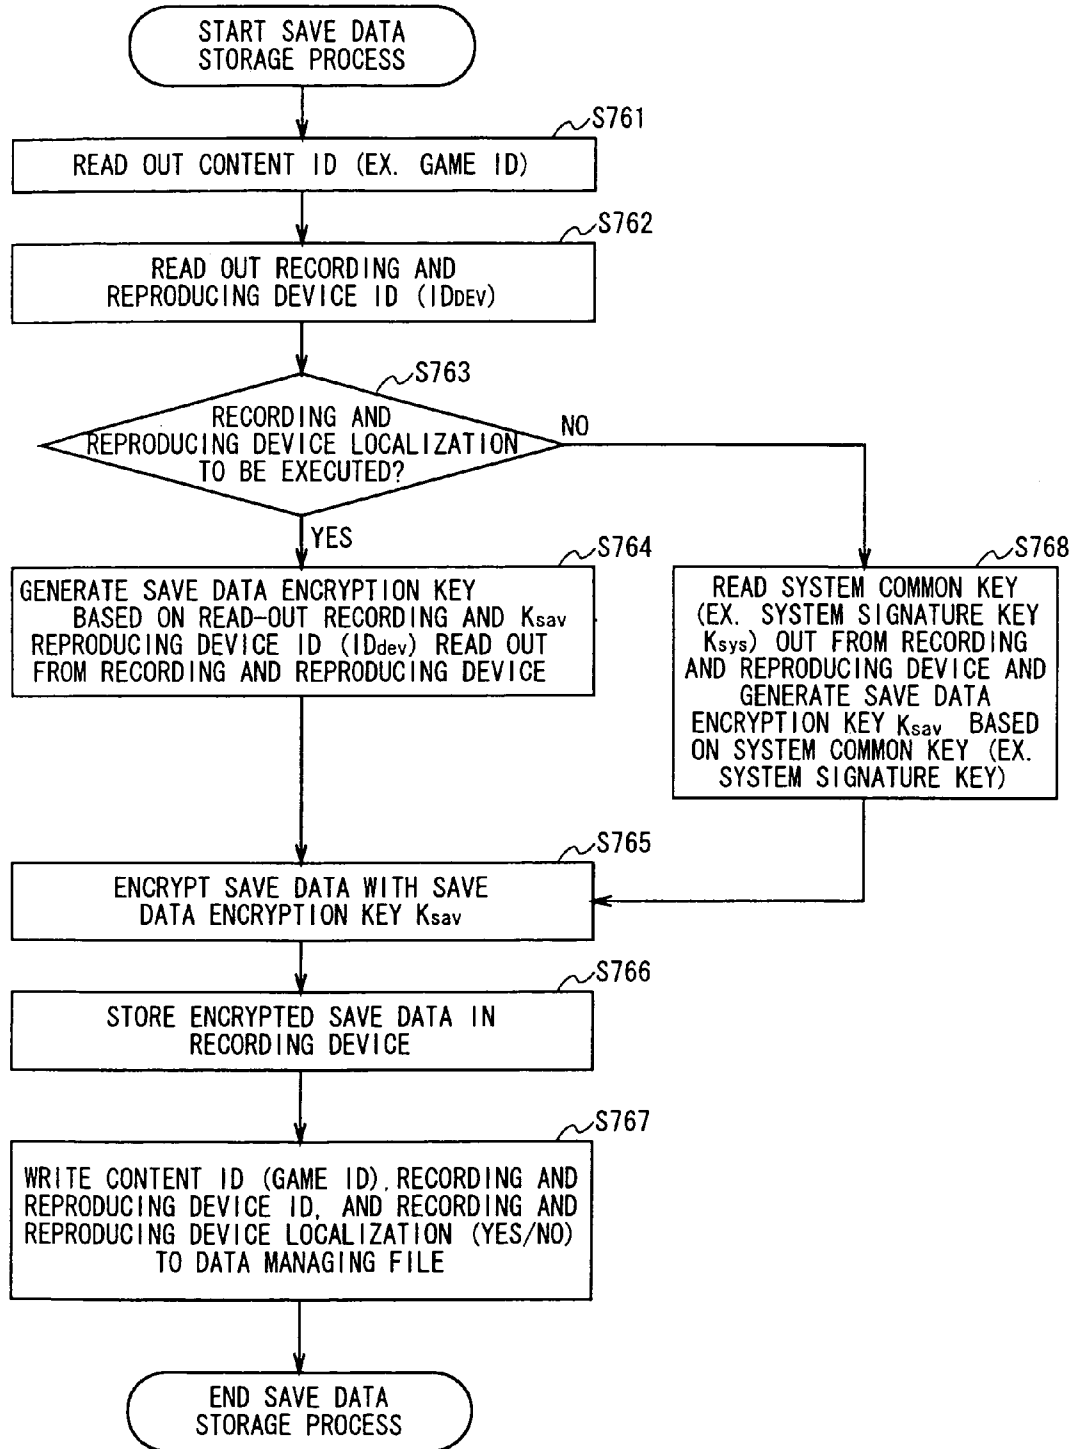 START SAVE DATA
STORAGE PROCESS
S761
READ OUT CONTENT ID (EX. GAME ID)
S762
READ OUT RECORDING AND
REPRODUCING DEVICE ID (IDDEV)
S763
RECORDING AND
REPRODUCING DEVICE LOCALIZATION
TO BE EXECUTED?
NO
YES
S764
GENERATE SAVE DATA ENCRYPTION KEY
BASED ON READ-OUT RECORDING AND Ksav
REPRODUCING DEVICE ID (IDdev) READ OUT
FROM RECORDING AND REPRODUCING DEVICE
S768
READ SYSTEM COMMON KEY
(EX. SYSTEM SIGNATURE KEY
Ksys) OUT FROM RECORDING
AND REPRODUCING DEVICE AND
GENERATE SAVE DATA
ENCRYPTION KEY Ksav BASED
ON SYSTEM COMMON KEY (EX.
SYSTEM SIGNATURE KEY)
S765
ENCRYPT SAVE DATA WITH SAVE
DATA ENCRYPTION KEY Ksav
S766
STORE ENCRYPTED SAVE DATA IN
RECORDING DEVICE
S767
WRITE CONTENT ID (GAME ID), RECORDING AND
REPRODUCING DEVICE ID, AND RECORDING AND
REPRODUCING DEVICE LOCALIZATION (YES/NO)
TO DATA MANAGING FILE
END SAVE DATA
STORAGE PROCESS